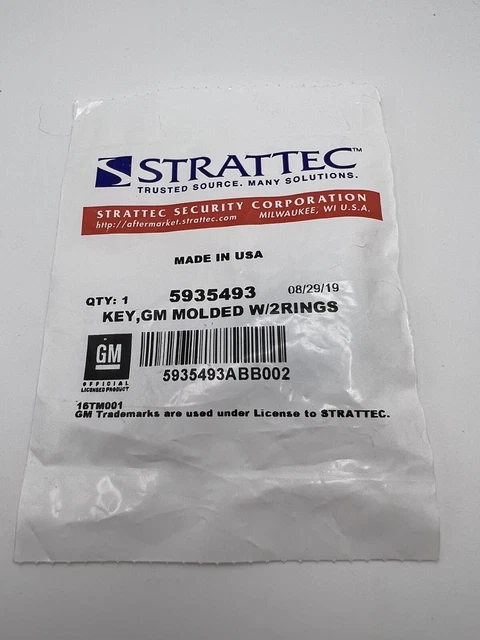 STRATTEC™
TRUSTED SOURCE. MANY SOLUTIONS.
STRATTEC SECURITY CORPORATION
http://aftermarket.strattec.com MILWAUKEE, WI U.S.A.
MADE IN USA
QTY: 1 5935493 08/29/19
KEY,GM MOLDED W/2RINGS
GM
OFFICIAL
LICENSED PRODUCT
5935493ABB002
16TM001
GM Trademarks are used under License to STRATTEC.